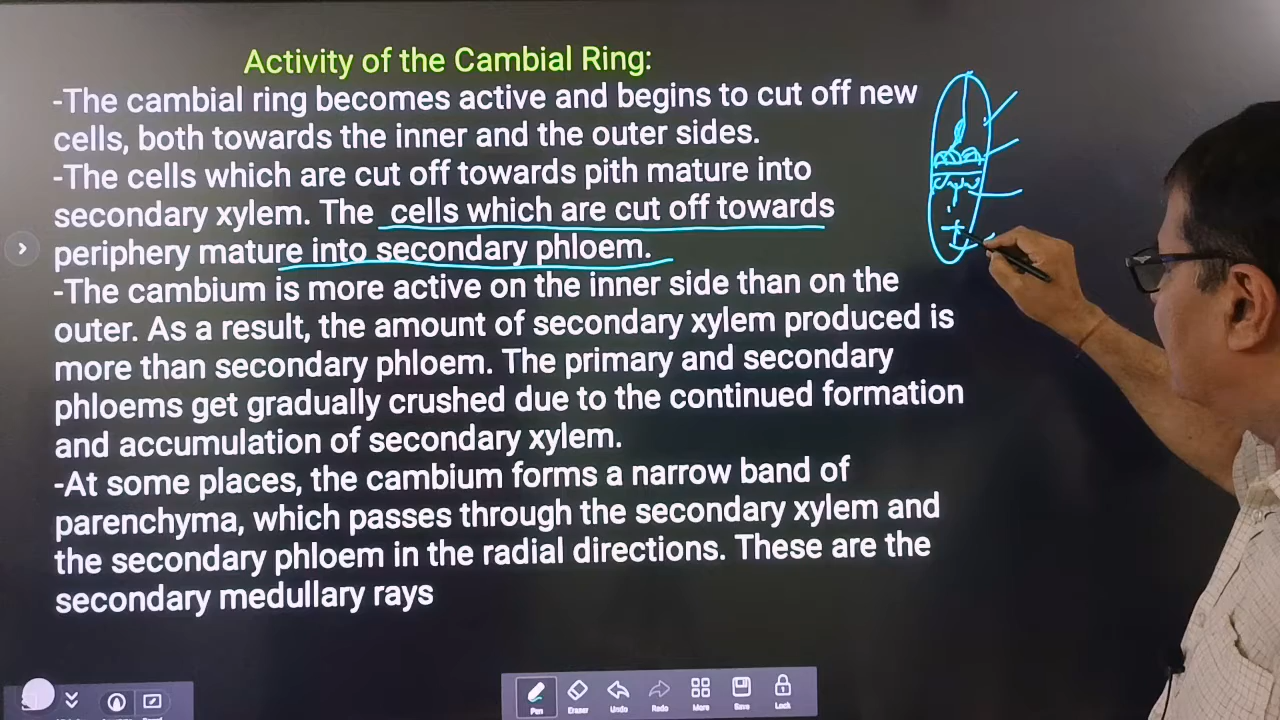 Activity of the Cambial Ring:
-The cambial ring becomes active and begins to cut off new
cells, both towards the inner and the outer sides.
-The cells which are cut off towards pith mature into
secondary xylem. The cells which are cut off towards
periphery mature into secondary phloem.
-The cambium is more active on the inner side than on the
outer. As a result, the amount of secondary xylem produced is
more than secondary phloem. The primary and secondary
phloems get gradually crushed due to the continued formation
and accumulation of secondary xylem.
-At some places, the cambium forms a narrow band of
parenchyma, which passes through the secondary xylem and
the secondary phloem in the radial directions. These are the
secondary medullary rays
Pen Eraser Undo Redo More Save Lock